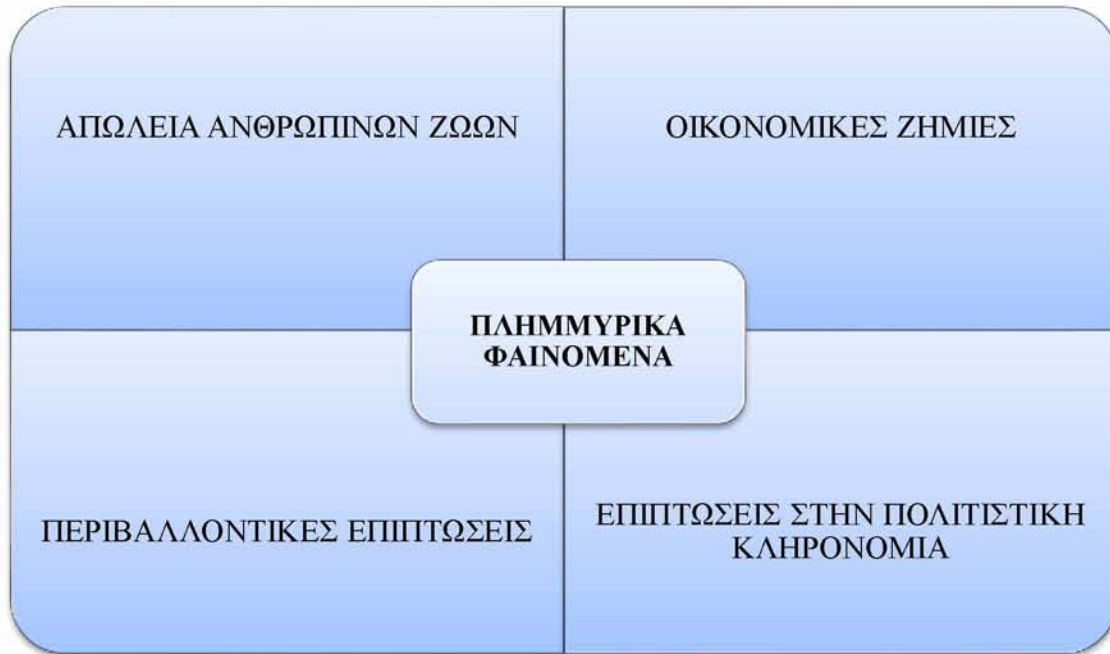 ΑΠΩΛΕΙΑ ΑΝΘΡΩΠΙΝΩΝ ΖΩΩΝ
ΟΙΚΟΝΟΜΙΚΕΣ ΖΗΜΙΕΣ
ΠΛΗΜΜΥΡΙΚΑ
ΦΑΙΝΟΜΕΝΑ
ΠΕΡΙΒΑΛΛΟΝΤΙΚΕΣ ΕΠΙΠΤΩΣΕΙΣ
ΕΠΙΠΤΩΣΕΙΣ ΣΤΗΝ ΠΟΛΙΤΙΣΤΙΚΗ
ΚΛΗΡΟΝΟΜΙΑ